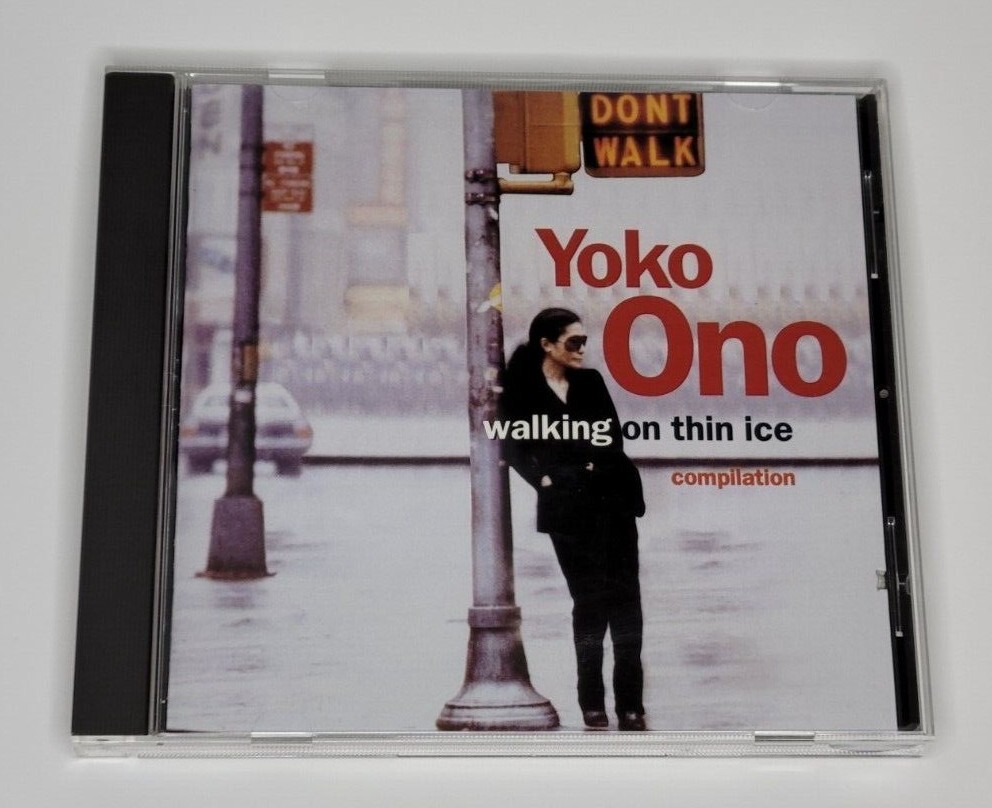 DONT
WALK
Yoko
Ono
walking on thin ice
compilation